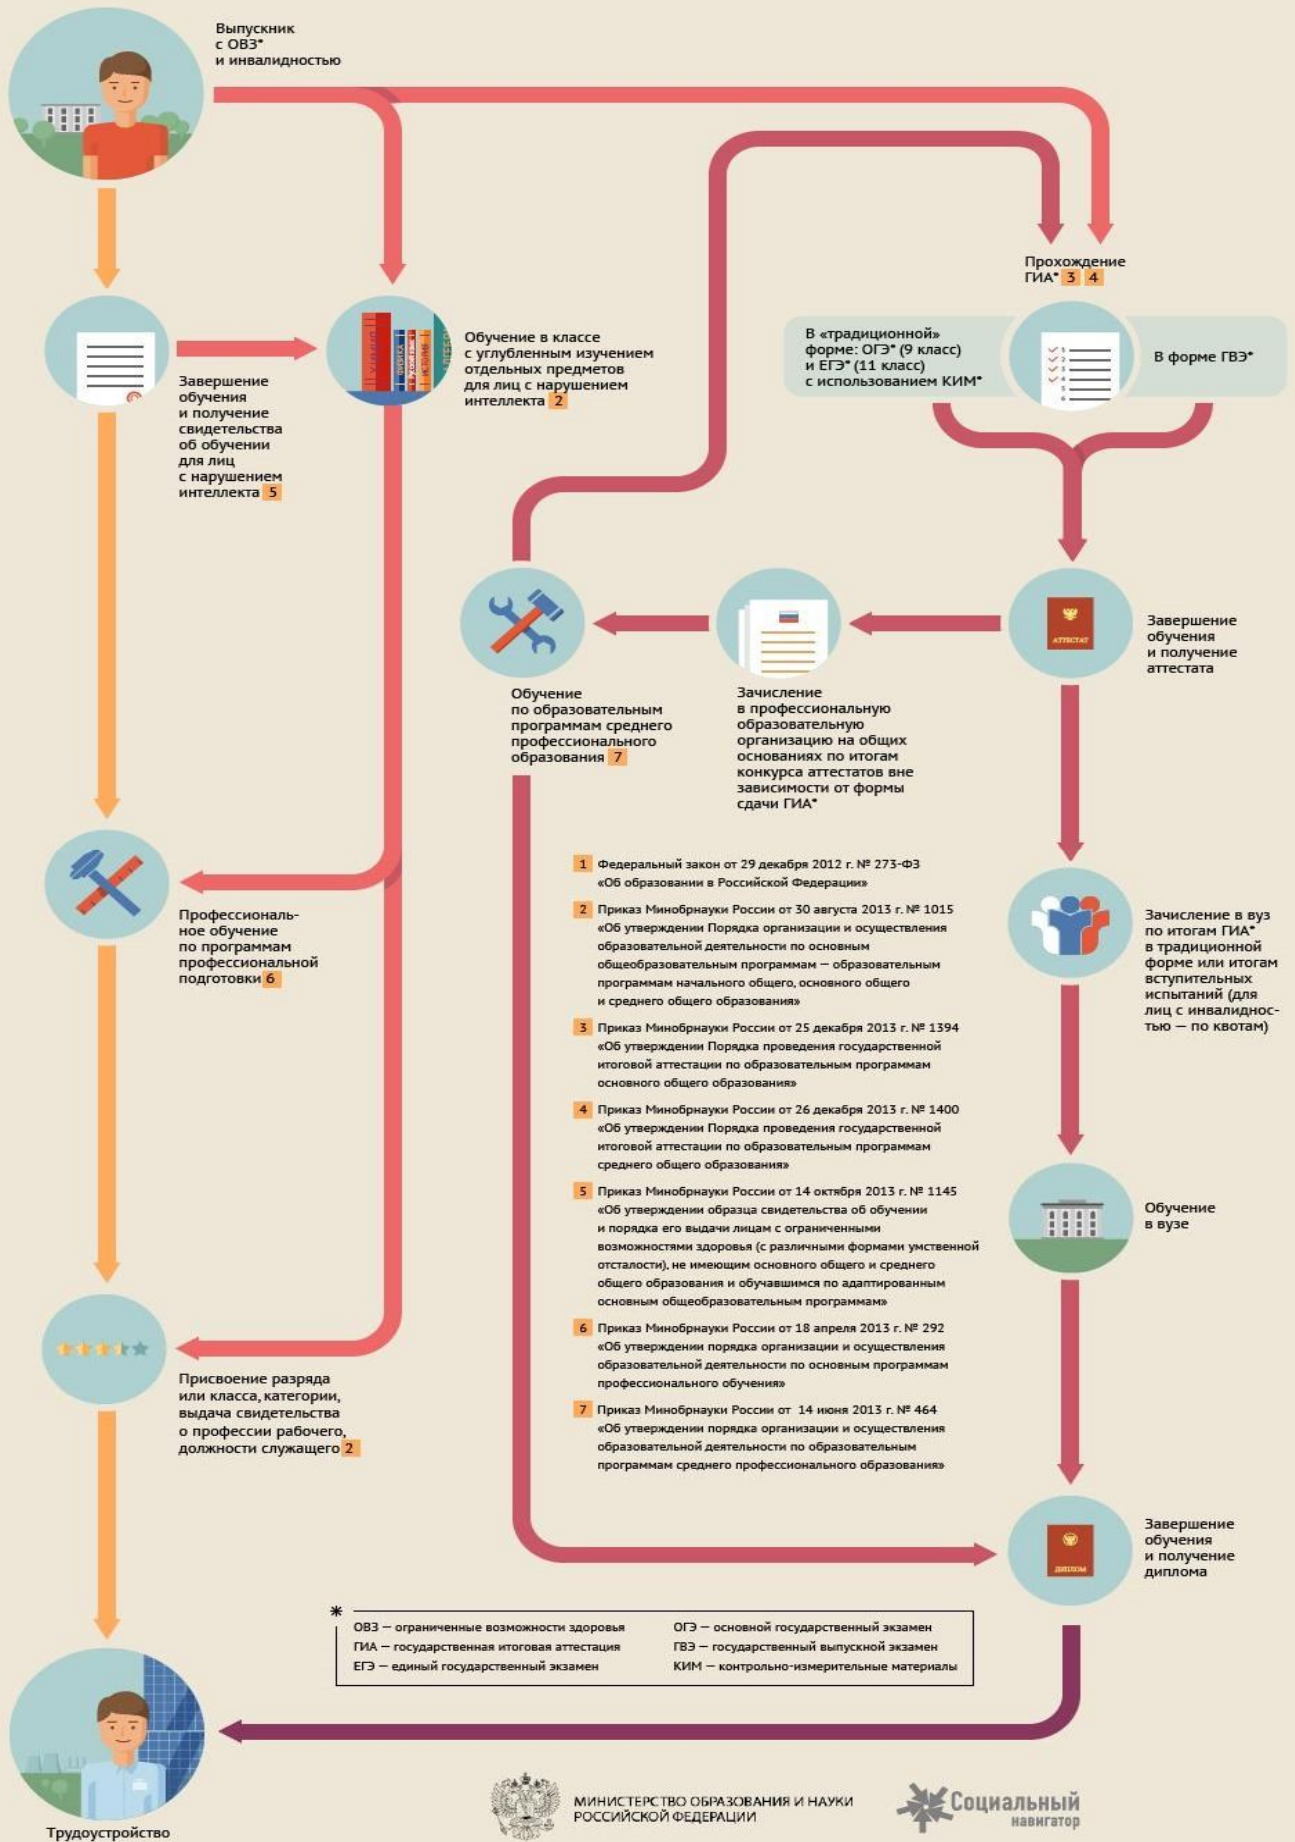 Выпускник
с ОВЗ*
и инвалидностью
Прохождение
ГИА* 3 4
В «традиционной»
форме: ОГЭ* (9 класс)
и ЕГЭ* (11 класс)
с использованием КИМ*
В форме ГВЭ*
Завершение
обучения
и получение
свидетельства
об обучении
для лиц
с нарушением
интеллекта 5
ФИЗИКА
ИСТОРИЯ
Обучение в классе
с углубленным изучением
отдельных предметов
для лиц с нарушением
интеллекта 2
АТТЕСТАТ
Завершение
обучения
и получение
аттестата
Зачисление
в профессиональную
образовательную
организацию на общих
основаниях по итогам
конкурса аттестатов вне
зависимости от формы
сдачи ГИА*
Обучение
по образовательным
программам среднего
профессионального
образования 7
Профессиональ-
ное обучение
по программам
профессиональной
подготовки 6
1 Федеральный закон от 29 декабря 2012 г. № 273-ФЗ
«Об образовании в Российской Федерации»
2 Приказ Минобрнауки России от 30 августа 2013 г. № 1015
«Об утверждении Порядка организации и осуществления
образовательной деятельности по основным
общеобразовательным программам — образовательным
программам начального общего, основного общего
и среднего общего образования»
3 Приказ Минобрнауки России от 25 декабря 2013 г. № 1394
«Об утверждении Порядка проведения государственной
итоговой аттестации по образовательным программам
основного общего образования»
4 Приказ Минобрнауки России от 26 декабря 2013 г. № 1400
«Об утверждении Порядка проведения государственной
итоговой аттестации по образовательным программам
среднего общего образования»
5 Приказ Минобрнауки России от 14 октября 2013 г. № 1145
«Об утверждении образца свидетельства об обучении
и порядка его выдачи лицам с ограниченными
возможностями здоровья (с различными формами умственной
отсталости), не имеющим основного общего и среднего
общего образования и обучавшимся по адаптированным
основным общеобразовательным программам»
6 Приказ Минобрнауки России от 18 апреля 2013 г. № 292
«Об утверждении порядка организации и осуществления
образовательной деятельности по основным программам
профессионального обучения»
7 Приказ Минобрнауки России от 14 июня 2013 г. № 464
«Об утверждении порядка организации и осуществления
образовательной деятельности по образовательным
программам среднего профессионального образования»
Зачисление в вуз
по итогам ГИА*
в традиционной
форме или итогам
вступительных
испытаний (для
лиц с инвалиднос-
тью — по квотам)
Обучение
в вузе
Присвоение разряда
или класса, категории,
выдача свидетельства
о профессии рабочего,
должности служащего 2
ДИПЛОМ
Завершение
обучения
и получение
диплома
*
ОВЗ — ограниченные возможности здоровья
ГИА — государственная итоговая аттестация
ЕГЭ — единый государственный экзамен
ОГЭ — основной государственный экзамен
ГВЭ — государственный выпускной экзамен
КИМ — контрольно-измерительные материалы
Трудоустройство
МИНИСТЕРСТВО ОБРАЗОВАНИЯ И НАУКИ
РОССИЙСКОЙ ФЕДЕРАЦИИ
Социальный
навигатор